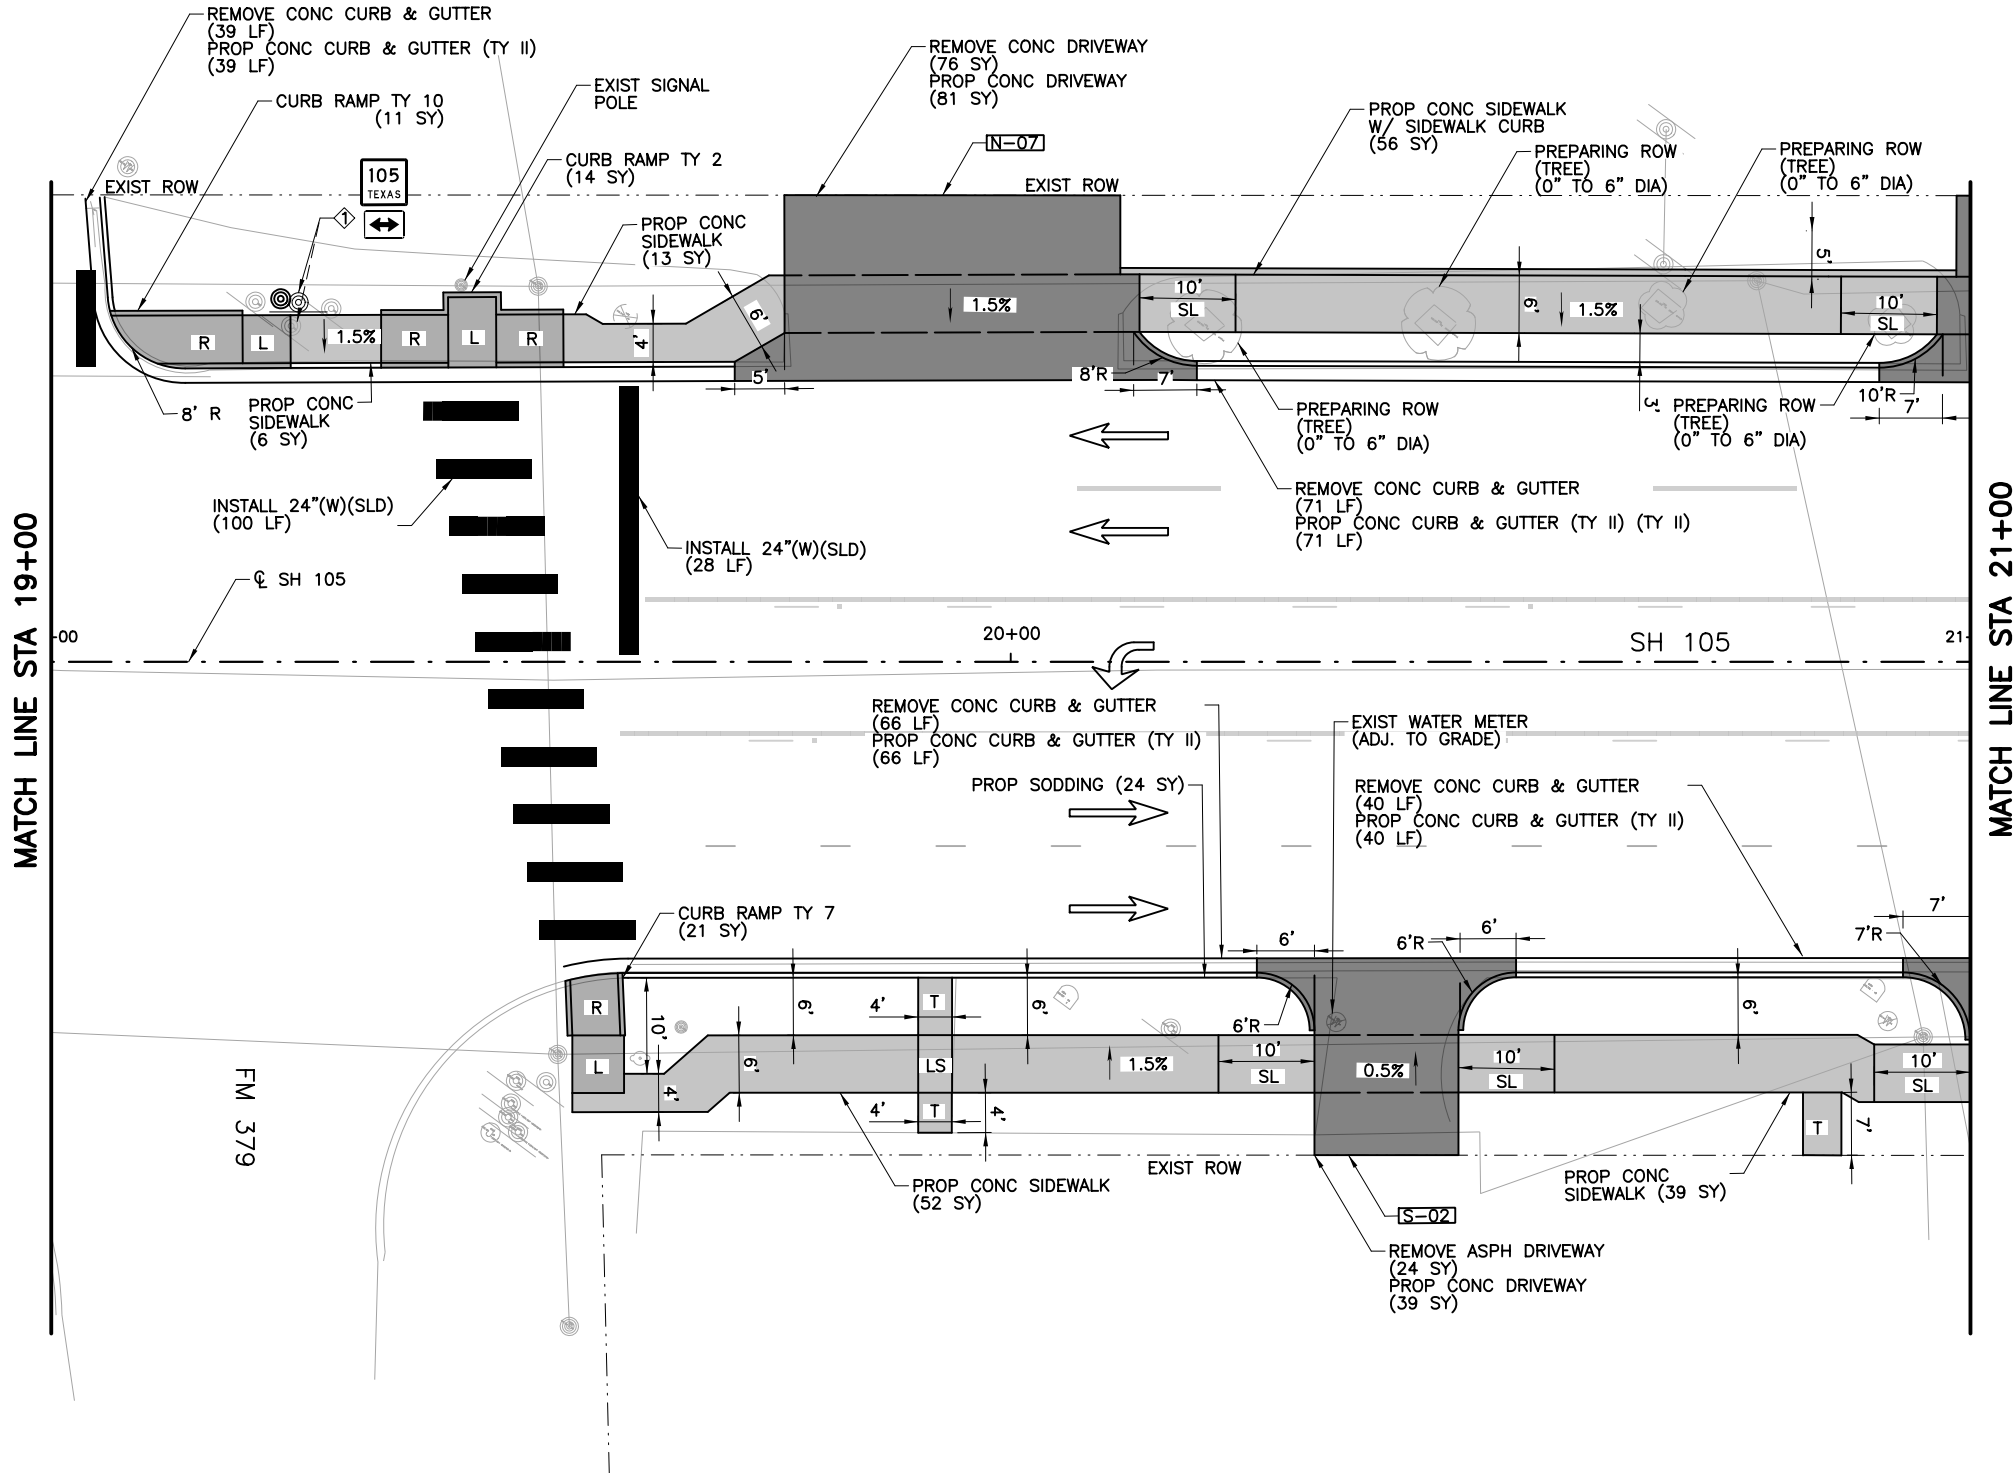 REMOVE CONC CURB & GUTTER
(39 LF)
PROP CONC CURB & GUTTER (TY II)
(39 LF)
CURB RAMP TY 10
(11 SY)
EXIST SIGNAL
POLE
CURB RAMP TY 2
(14 SY)
REMOVE CONC DRIVEWAY
(76 SY)
PROP CONC DRIVEWAY
(81 SY)
N-07
PROP CONC SIDEWALK
W/ SIDEWALK CURB
(56 SY)
PREPARING ROW
(TREE)
(0" TO 6" DIA)
PREPARING ROW
(TREE)
(0" TO 6" DIA)
EXIST ROW
105
TEXAS
1
EXIST ROW
PROP CONC
SIDEWALK
(13 SY)
5'
R
L
1.5%
R
L
R
4'
6'
5'
1.5%
10'
SL
6'
1.5%
10'
SL
8' R
PROP CONC
SIDEWALK
(6 SY)
8'R
7'
3'
10'R
7'
PREPARING ROW
(TREE)
(0" TO 6" DIA)
PREPARING ROW
(TREE)
(0" TO 6" DIA)
INSTALL 24"(W)(SLD)
(100 LF)
INSTALL 24"(W)(SLD)
(28 LF)
REMOVE CONC CURB & GUTTER
(71 LF)
PROP CONC CURB & GUTTER (TY II) (TY II)
(71 LF)
MATCH LINE STA 19+00
MATCH LINE STA 21+00
℄ SH 105
-00
20+00
SH 105
21-
REMOVE CONC CURB & GUTTER
(66 LF)
PROP CONC CURB & GUTTER (TY II)
(66 LF)
EXIST WATER METER
(ADJ. TO GRADE)
PROP SODDING (24 SY)
REMOVE CONC CURB & GUTTER
(40 LF)
PROP CONC CURB & GUTTER (TY II)
(40 LF)
CURB RAMP TY 7
(21 SY)
6'
6'R
6'
7'R
7'
R
10'
6'
4'
T
6'
6'R
6'
L
4'
6'
LS
1.5%
10'
SL
0.5%
10'
SL
10'
SL
4'
T
4'
T
7'
FM 379
EXIST ROW
PROP CONC SIDEWALK
(52 SY)
PROP CONC
SIDEWALK (39 SY)
S-02
REMOVE ASPH DRIVEWAY
(24 SY)
PROP CONC DRIVEWAY
(39 SY)